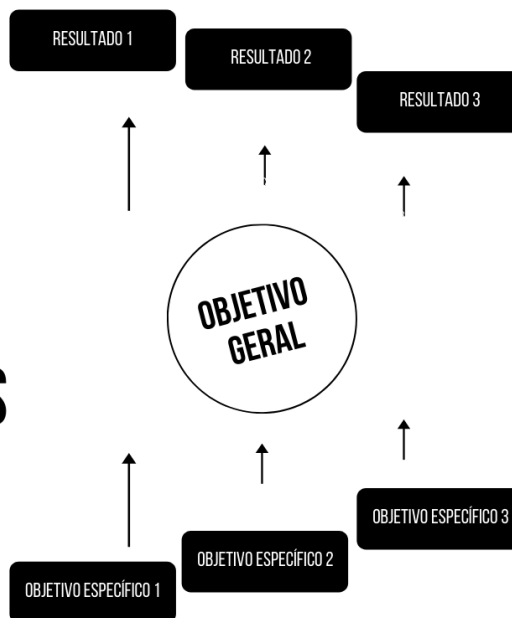 RESULTADO 1
RESULTADO 2
RESULTADO 3
OBJETIVO
GERAL
S
OBJETIVO ESPECÍFICO 3
OBJETIVO ESPECÍFICO 2
OBJETIVO ESPECÍFICO 1